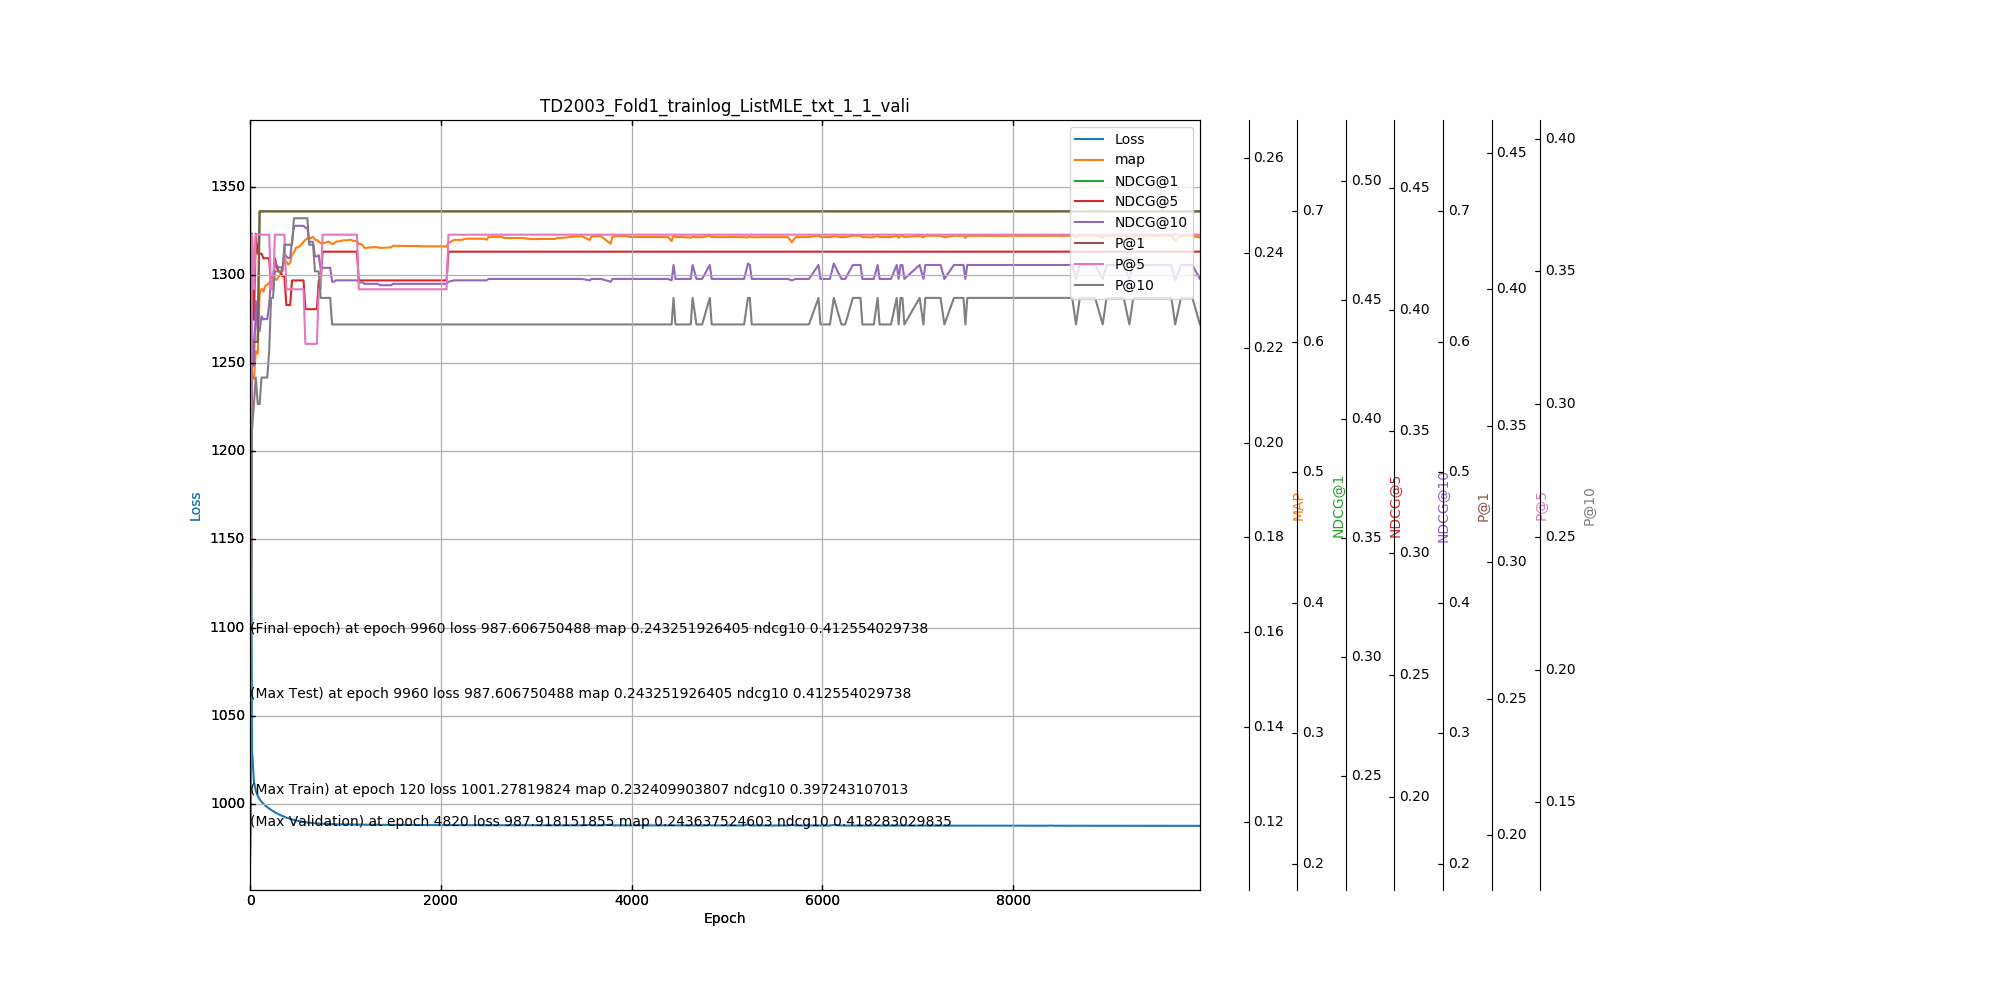 TD2003_Fold1_trainlog_ListMLE_txt_1_1_vali
Loss
map
NDCG@1
NDCG@5
NDCG@10
P@1
P@5
P@10
1350
1300
1250
1200
1150
1100
1050
1000
Loss
(Final epoch) at epoch 9960 loss 987.606750488 map 0.243251926405 ndcg10 0.412554029738
(Max Test) at epoch 9960 loss 987.606750488 map 0.243251926405 ndcg10 0.412554029738
(Max Train) at epoch 120 loss 1001.27819824 map 0.232409903807 ndcg10 0.397243107013
(Max Validation) at epoch 4820 loss 987.918151855 map 0.243637524603 ndcg10 0.418283029835
0 2000 4000 6000 8000
Epoch
0.26
0.24
0.22
0.20
0.18
0.16
0.14
0.12
MAP
0.7
0.6
0.5
0.4
0.3
0.2
NDCG@1
0.50
0.45
0.40
0.35
0.30
0.25
NDCG@5
0.45
0.40
0.35
0.30
0.25
0.20
NDCG@10
0.7
0.6
0.5
0.4
0.3
0.2
P@1
0.45
0.40
0.35
0.30
0.25
0.20
P@5
0.40
0.35
0.30
0.25
0.20
0.15
P@10